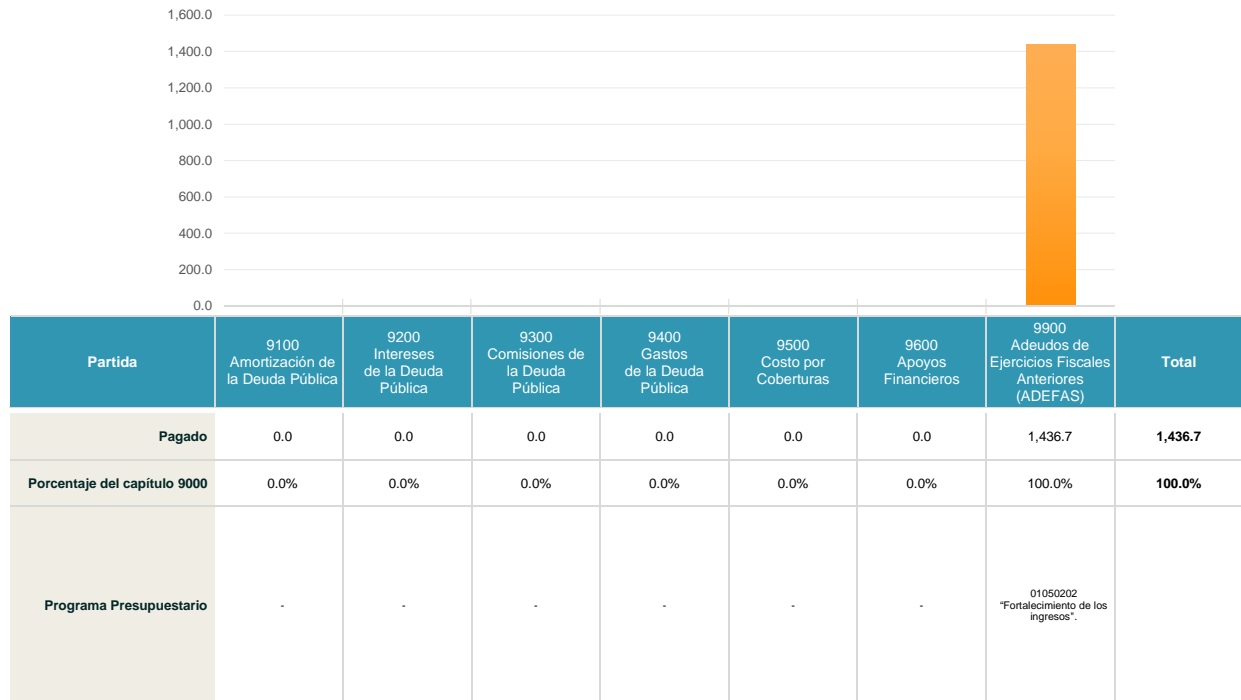 1,600.0
1,400.0
1,200.0
1,000.0
800.0
600.0
400.0
200.0
0.0
Partida
9100
Amortización de
la Deuda Pública
9200
Intereses
de la Deuda
Pública
9300
Comisiones de
la Deuda
Pública
9400
Gastos
de la Deuda
Pública
9500
Costo por
Coberturas
9600
Apoyos
Financieros
9900
Adeudos de
Ejercicios Fiscales
Anteriores
(ADEFAS)
Total
Pagado 0.0 0.0 0.0 0.0 0.0 0.0 1,436.7 1,436.7
Porcentaje del capítulo 9000 0.0% 0.0% 0.0% 0.0% 0.0% 0.0% 100.0% 100.0%
Programa Presupuestario - - - - - -
01050202
"Fortalecimiento de los
ingresos".